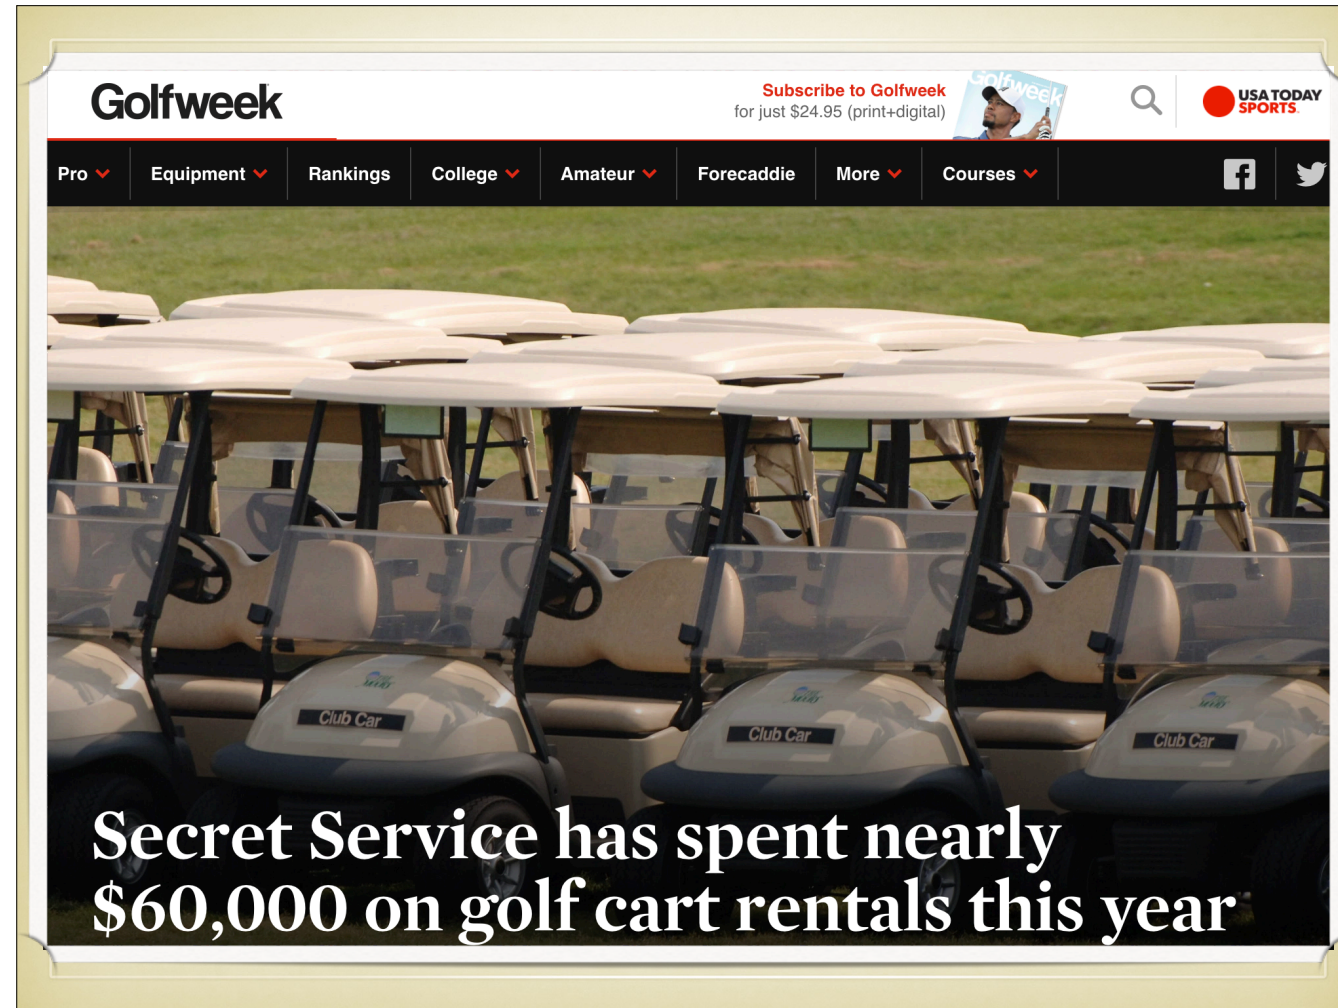 Golfweek
Subscribe to Golfweek
for just $24.95 (print+digital)
Golfweek
USA TODAY
SPORTS
Pro
Equipment
Rankings
College
Amateur
Forecaddie
More
Courses
Club Car
Club Car
Club Car
Secret Service has spent nearly
$60,000 on golf cart rentals this year